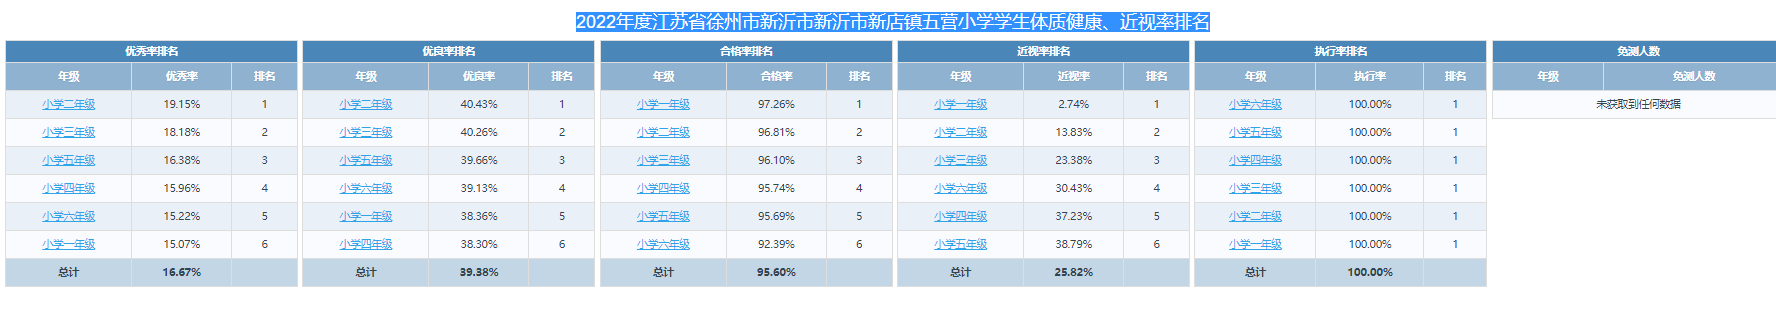 2022年度江苏省徐州市新沂市新沂市新店镇五营小学学生体质健康、近视率排名
优秀率排名 优良率排名 合格率排名 近视率排名 执行率排名 免测人数
年级 优秀率 排名 年级 优良率 排名 年级 合格率 排名 年级 近视率 排名 年级 执行率 排名 年级 免测人数
小学二年级 19.15% 1 小学二年级 40.43% 1 小学一年级 97.26% 1 小学一年级 2.74% 1 小学六年级 100.00% 1 未获取到任何数据
小学三年级 18.18% 2 小学三年级 40.26% 2 小学二年级 96.81% 2 小学二年级 13.83% 2 小学五年级 100.00% 1
小学五年级 16.38% 3 小学五年级 39.66% 3 小学三年级 96.10% 3 小学三年级 23.38% 3 小学四年级 100.00% 1
小学四年级 15.96% 4 小学六年级 39.13% 4 小学四年级 95.74% 4 小学六年级 30.43% 4 小学三年级 100.00% 1
小学六年级 15.22% 5 小学一年级 38.36% 5 小学五年级 95.69% 5 小学四年级 37.23% 5 小学二年级 100.00% 1
小学一年级 15.07% 6 小学四年级 38.30% 6 小学六年级 92.39% 6 小学五年级 38.79% 6 小学一年级 100.00% 1
总计 16.67% 总计 39.38% 总计 95.60% 总计 25.82% 总计 100.00%